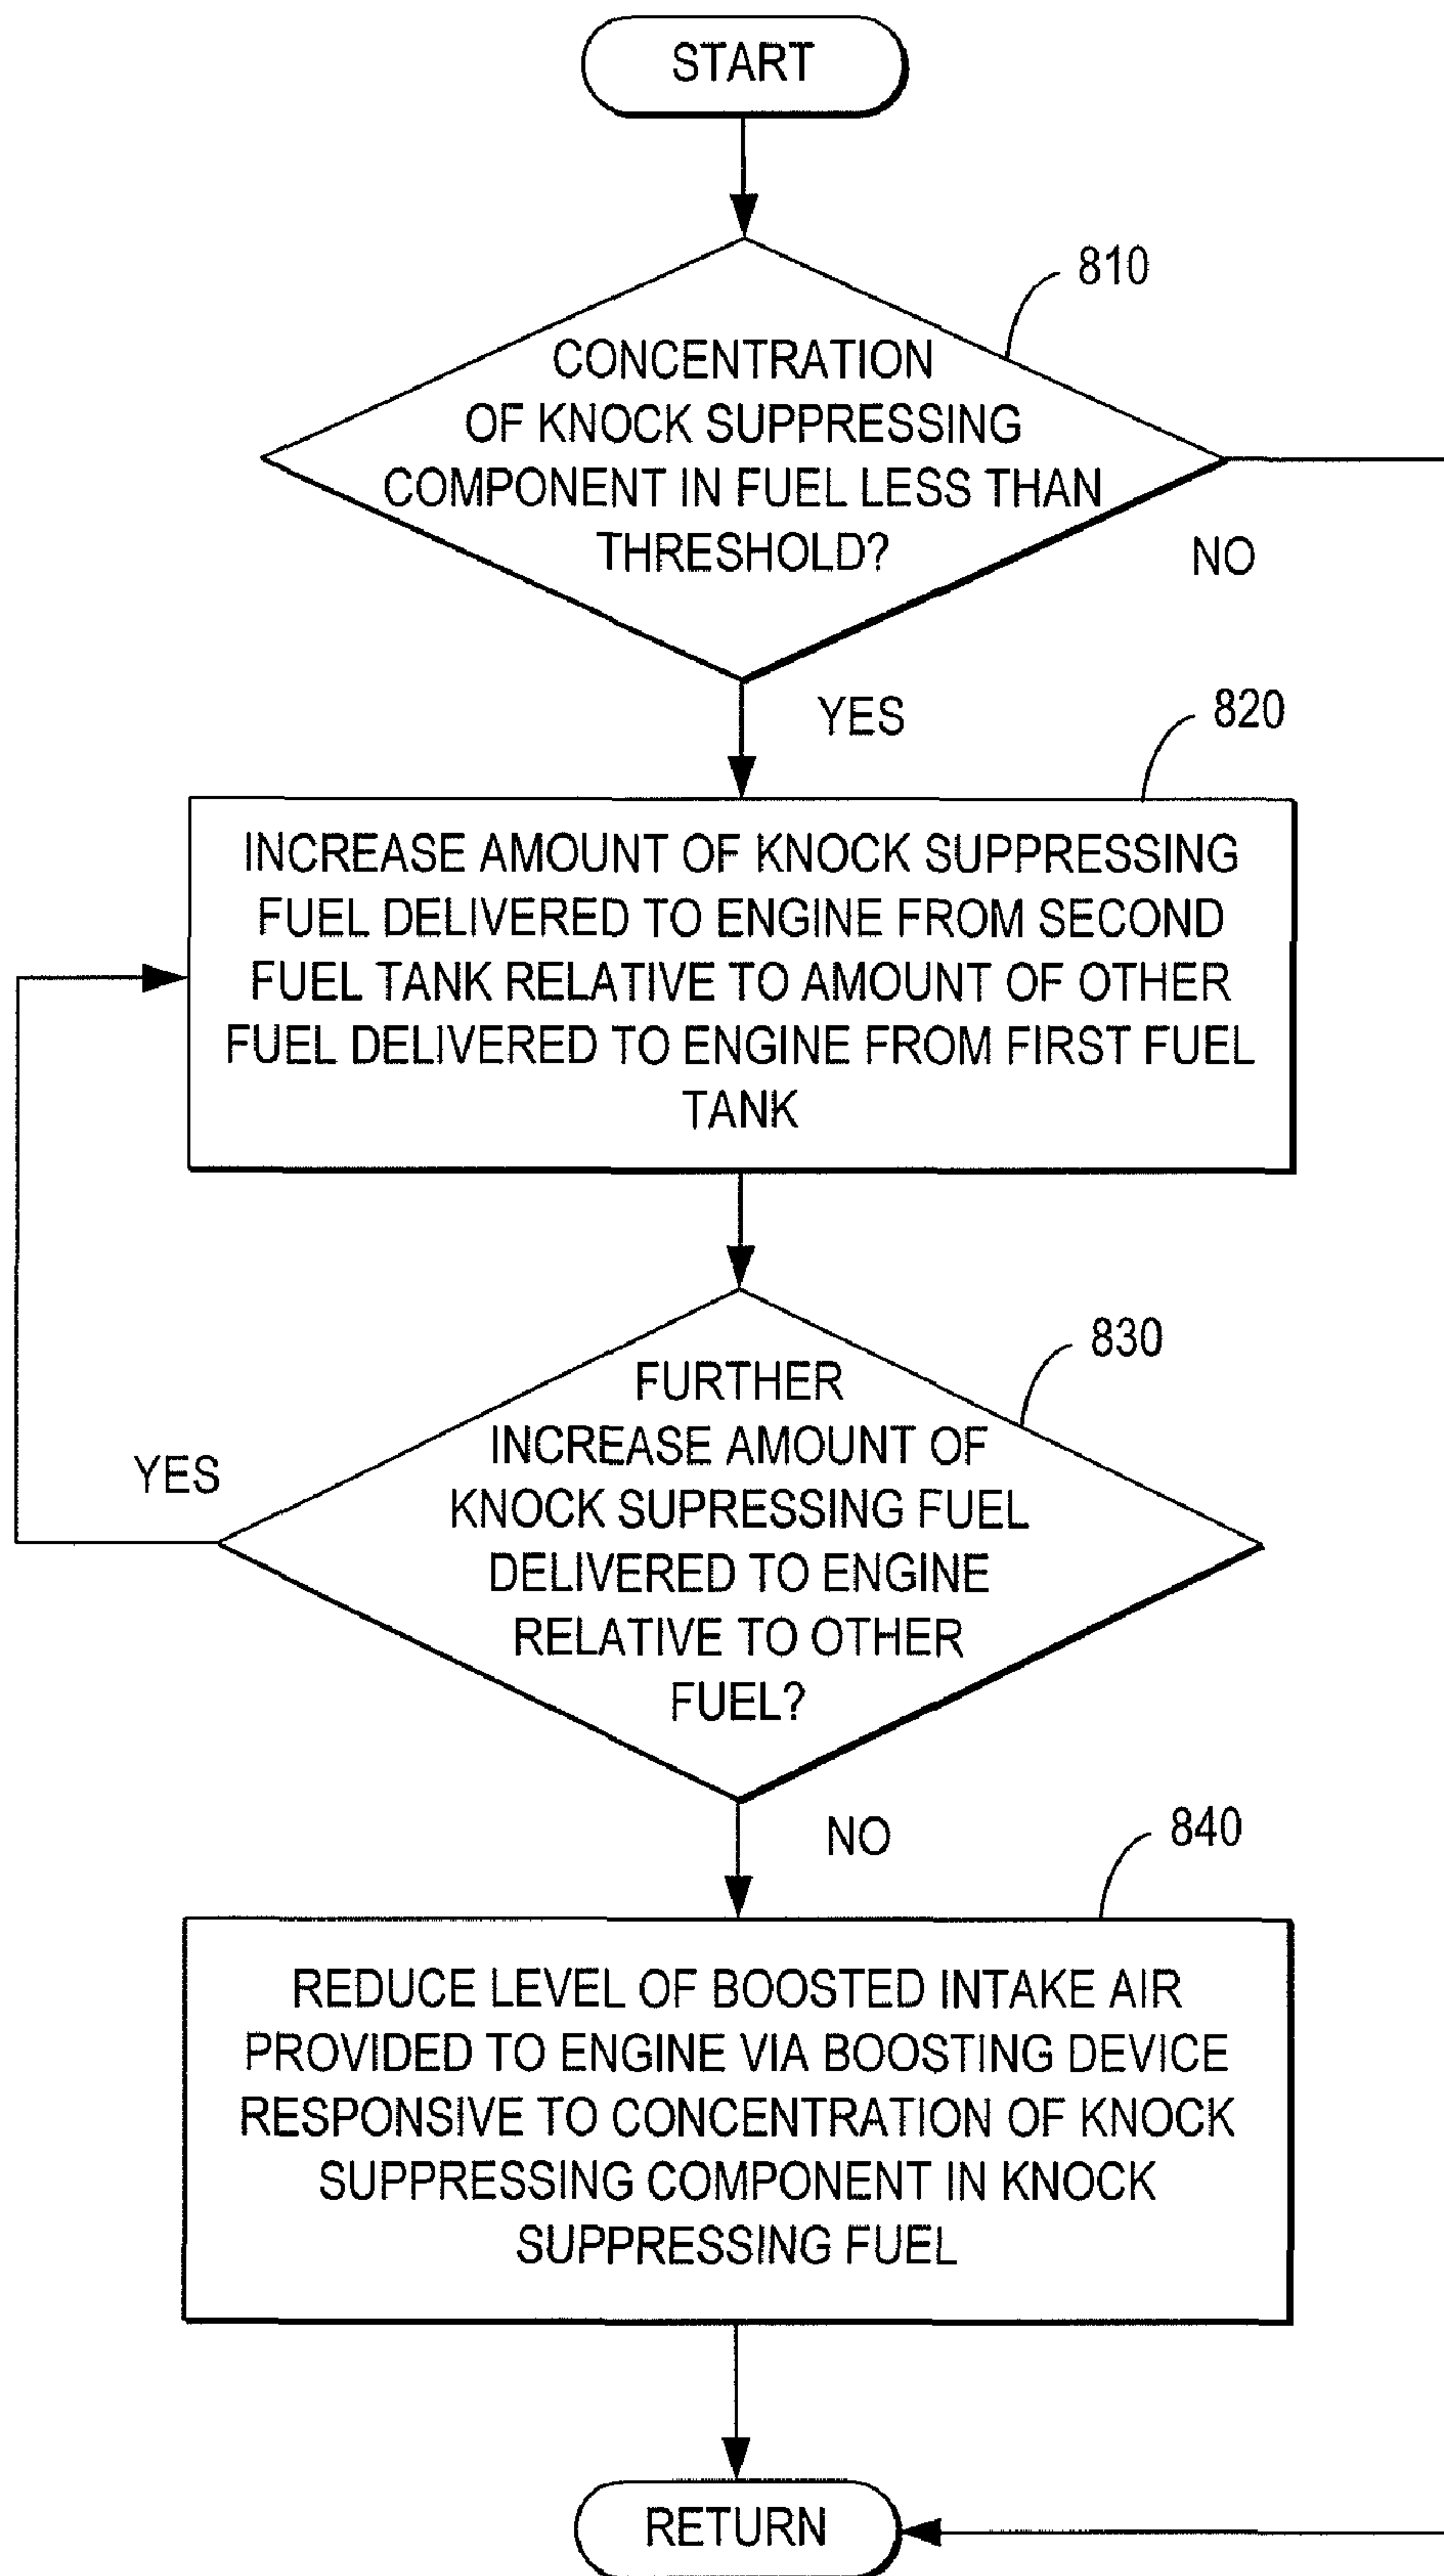 START
810
CONCENTRATION
OF KNOCK SUPPRESSING
COMPONENT IN FUEL LESS THAN
THRESHOLD?
NO
YES
820
INCREASE AMOUNT OF KNOCK SUPPRESSING
FUEL DELIVERED TO ENGINE FROM SECOND
FUEL TANK RELATIVE TO AMOUNT OF OTHER
FUEL DELIVERED TO ENGINE FROM FIRST FUEL
TANK
830
FURTHER
INCREASE AMOUNT OF
KNOCK SUPRESSING FUEL
DELIVERED TO ENGINE
RELATIVE TO OTHER
FUEL?
YES
NO
840
REDUCE LEVEL OF BOOSTED INTAKE AIR
PROVIDED TO ENGINE VIA BOOSTING DEVICE
RESPONSIVE TO CONCENTRATION OF KNOCK
SUPPRESSING COMPONENT IN KNOCK
SUPPRESSING FUEL
RETURN